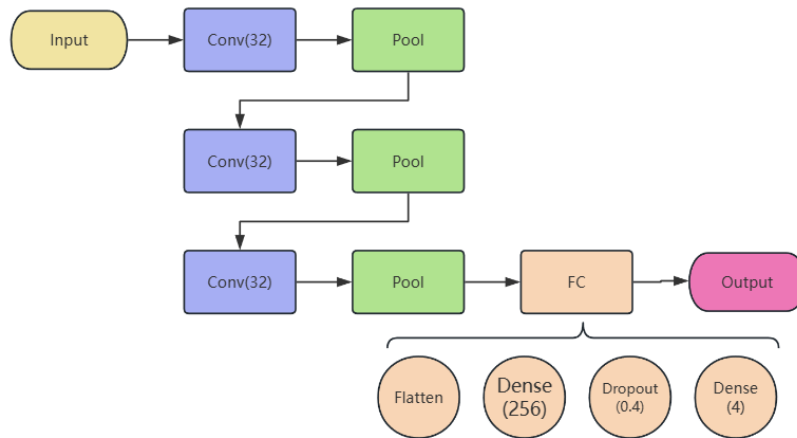 Input
Conv(32)
Pool
Conv(32)
Pool
Conv(32)
Pool
FC
Output
Flatten
Dense
(256)
Dropout
(0.4)
Dense
(4)